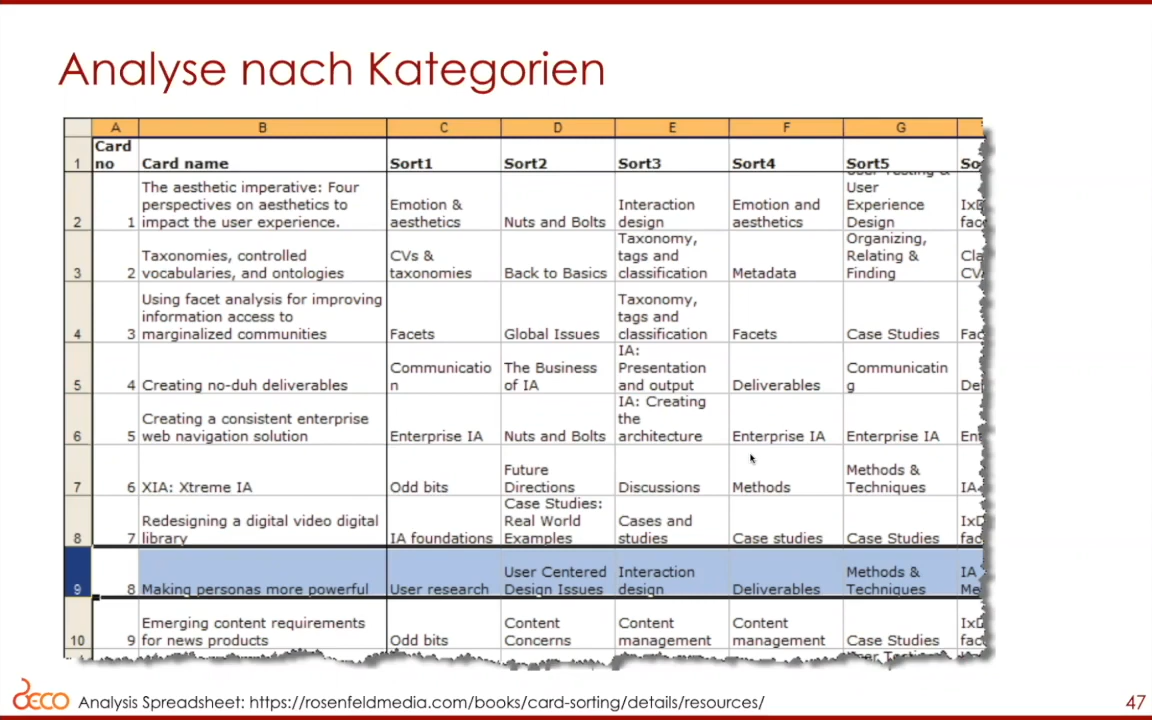 Analyse nach Kategorien
A B C D E F G
Card
1 no Card name Sort1 Sort2 Sort3 Sort4 Sort5
The aesthetic imperative: Four User
perspectives on aesthetics to Emotion & Interaction Emotion and Experience
2 1 impact the user experience. aesthetics Nuts and Bolts design aesthetics Design
Taxonomy, Organizing,
Taxonomies, controlled CVs & tags and Relating &
3 2 vocabularies, and ontologies taxonomies Back to Basics classification Metadata Finding
Using facet analysis for improving Taxonomy,
information access to tags and
4 3 marginalized communities Facets Global Issues classification Facets Case Studies
IA:
Communicatio The Business Presentation Communicatin
5 4 Creating no-duh deliverables n of IA and output Deliverables g
IA: Creating
Creating a consistent enterprise the
6 5 web navigation solution Enterprise IA Nuts and Bolts architecture Enterprise IA Enterprise IA
Future Methods &
7 6 XIA: Xtreme IA Odd bits Directions Discussions Methods Techniques IA
Case Studies:
Redesigning a digital video digital Real World Cases and
8 7 library IA foundations Examples studies Case studies Case Studies
User Centered Interaction Methods & IA
9 8 Making personas more powerful User research Design Issues design Deliverables Techniques
Emerging content requirements Content Content Content
10 9 for news products Odd bits Concerns management management Case Studies
oeco Analysis Spreadsheet: https://rosenfeldmedia.com/books/card-sorting/details/resources/ 47